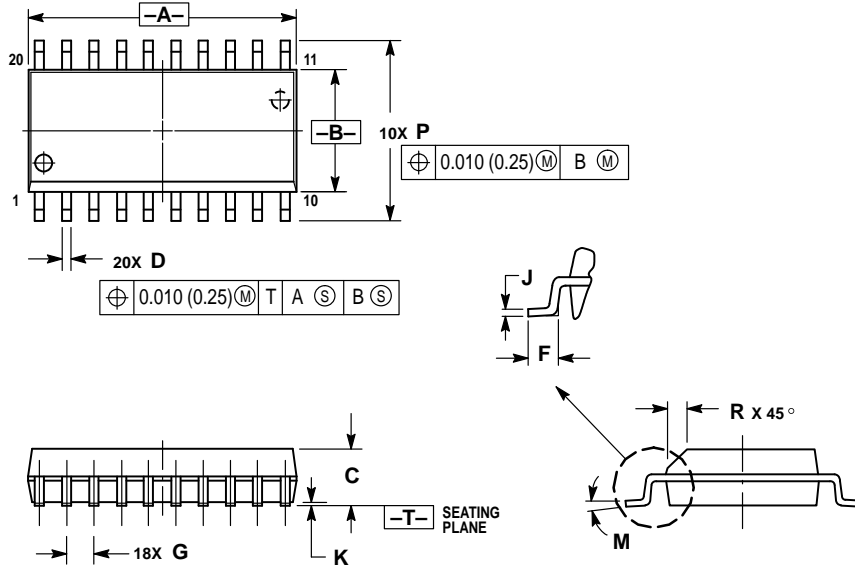 –A–
20 11
–B–
10X P
⌖ 0.010 (0.25) Ⓜ B Ⓜ
1 10
20X D
⌖ 0.010 (0.25) Ⓜ T A Ⓢ B Ⓢ
J
F
R X 45°
C
–T– SEATING
PLANE
M
18X G
K